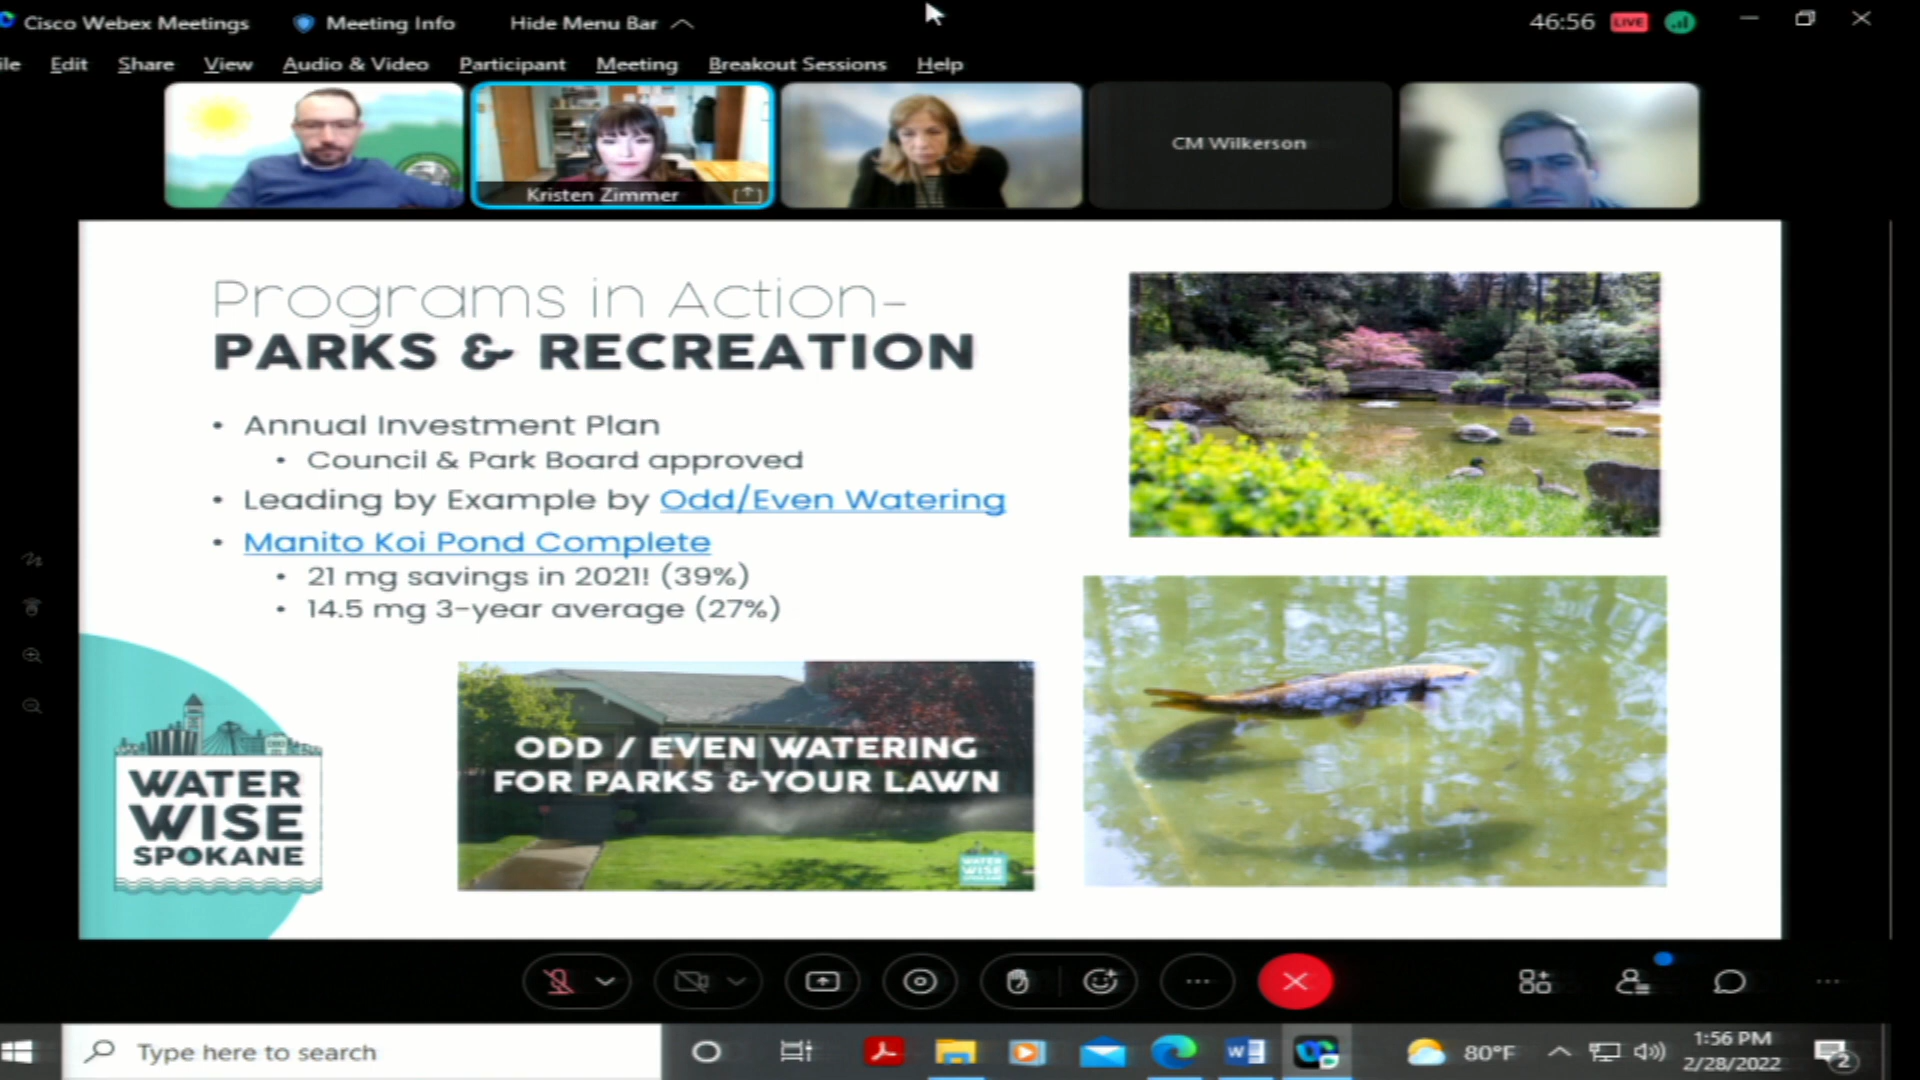 Cisco Webex Meetings
Meeting Info
Hide Menu Bar
46:56
LIVE
ile
Edit
Share
View
Audio & Video
Participant
Meeting
Breakout Sessions
Help
Kristen Zimmer
CM Wilkerson
Programs in Action-
PARKS & RECREATION
• Annual Investment Plan
• Council & Park Board approved
• Leading by Example by Odd/Even Watering
• Manito Koi Pond Complete
• 21 mg savings in 2021! (39%)
• 14.5 mg 3-year average (27%)
WATER
WISE
SPOKANE
ODD / EVEN WATERING
FOR PARKS & YOUR LAWN
WATER
WISE
SPOKANE
Type here to search
80°F
1:56 PM
2/28/2022
2